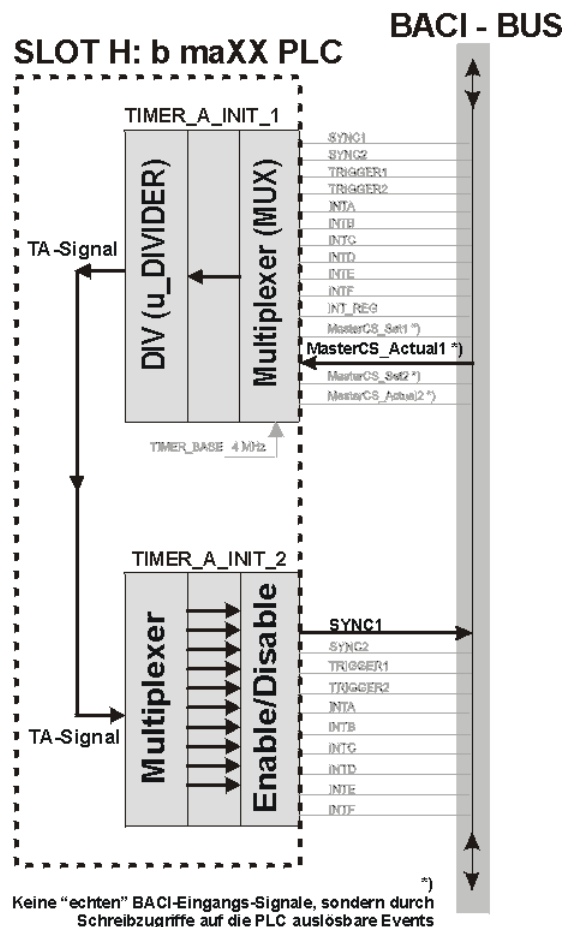 BACI - BUS
SLOT H: b maXX PLC
TIMER_A_INIT_1
DIV (u_DIVIDER)
Multiplexer (MUX)
SYNC1
SYNC2
TRIGGER1
TRIGGER2
INTA
INTB
INTC
INTD
INTE
INTF
INT_REG
MasterCS_Set1 *)
MasterCS_Actual1 *)
MasterCS_Set2 *)
MasterCS_Actual2 *)
TA-Signal
TIMER_BASE 4 MHz
TIMER_A_INIT_2
Multiplexer
Enable/Disable
SYNC1
SYNC2
TRIGGER1
TRIGGER2
INTA
INTB
INTC
INTD
INTE
INTF
TA-Signal
*)
Keine "echten" BACI-Eingangs-Signale, sondern durch
Schreibzugriffe auf die PLC auslösbare Events